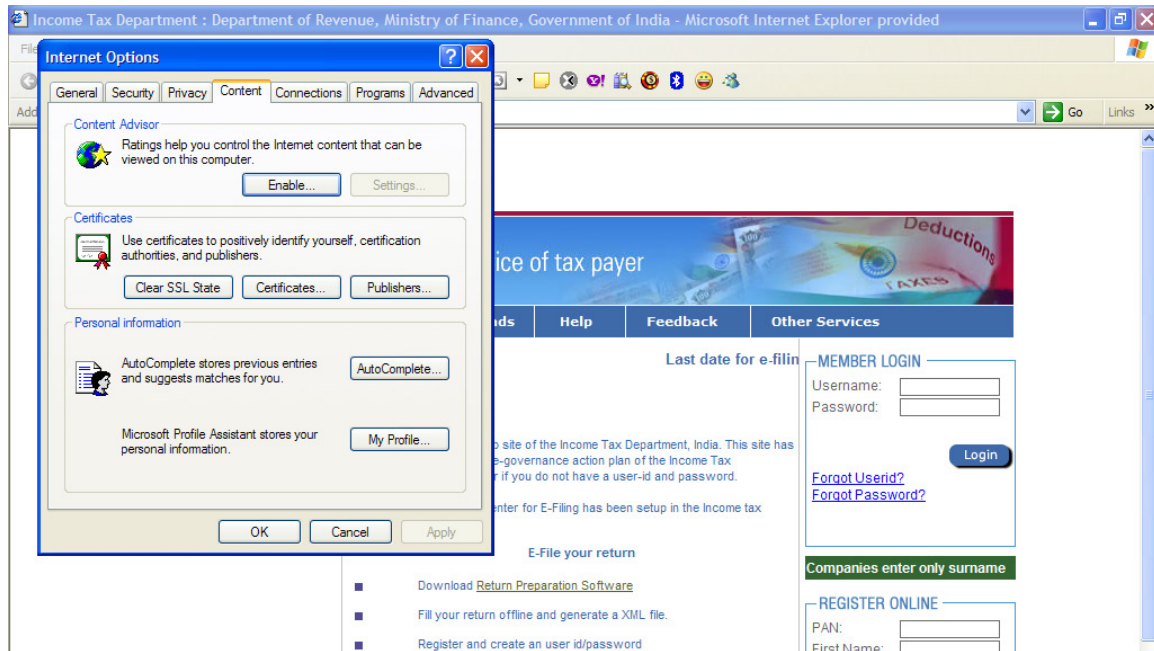 Income Tax Department : Department of Revenue, Ministry of Finance, Government of India - Microsoft Internet Explorer provided
File
Internet Options
General Security Privacy Content Connections Programs Advanced
Add
Go Links »
Content Advisor
Ratings help you control the Internet content that can be
viewed on this computer.
Enable... Settings...
Certificates
Use certificates to positively identify yourself, certification
authorities, and publishers.
Clear SSL State Certificates... Publishers...
Personal information
AutoComplete stores previous entries
and suggests matches for you.
AutoComplete...
Microsoft Profile Assistant stores your
personal information.
My Profile...
OK Cancel Apply
ice of tax payer
Deductions
TAXES
ds Help Feedback Other Services
Last date for e-filin
site of the Income Tax Department, India. This site has
e-governance action plan of the Income Tax
r if you do not have a user-id and password.
enter for E-Filing has been setup in the Income tax
E-File your return
Download Return Preparation Software
Fill your return offline and generate a XML file.
Register and create an user id/password
MEMBER LOGIN
Username:
Password:
Login
Forgot Userid?
Forgot Password?
Companies enter only surname
REGISTER ONLINE
PAN:
First Name: